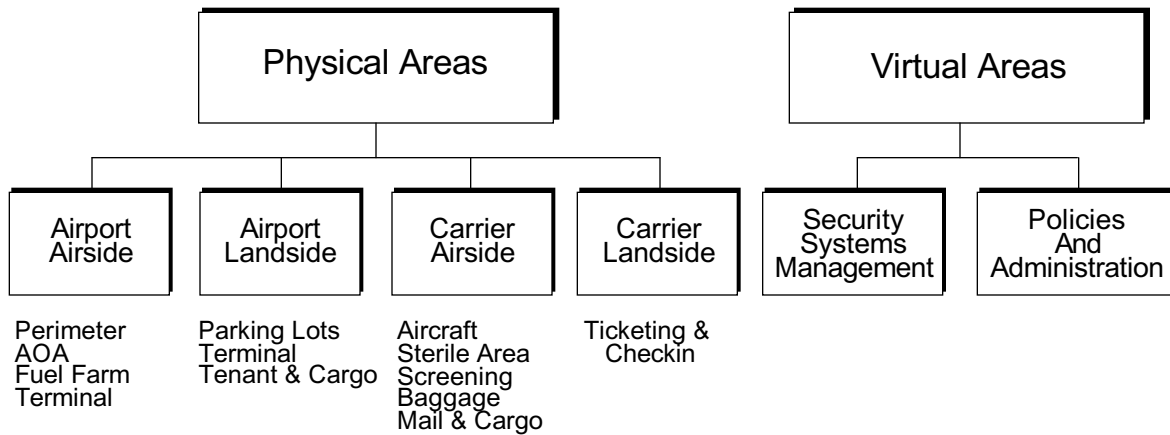 Physical Areas
Virtual Areas
Airport
Airside
Airport
Landside
Carrier
Airside
Carrier
Landside
Security
Systems
Management
Policies
And
Administration
Perimeter
AOA
Fuel Farm
Terminal
Parking Lots
Terminal
Tenant & Cargo
Aircraft
Sterile Area
Screening
Baggage
Mail & Cargo
Ticketing &
Checkin